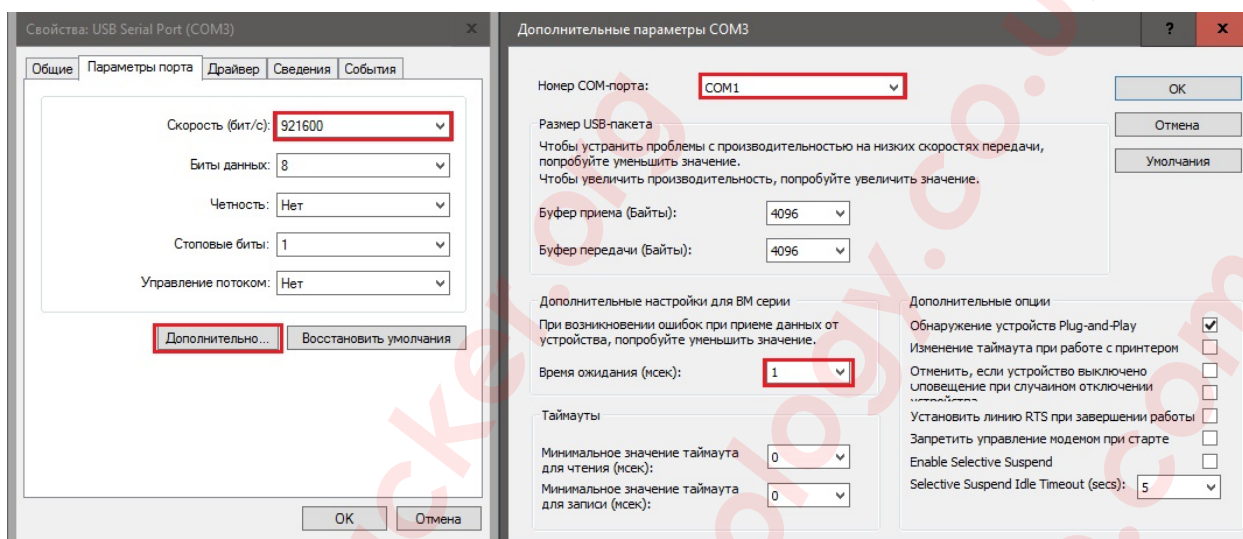 Свойства: USB Serial Port (COM3)
x
Общие Параметры порта Драйвер Сведения События
Скорость (бит/с): 921600
Биты данных: 8
Четность: Нет
Стоповые биты: 1
Управление потоком: Нет
Дополнительно... Восстановить умолчания
OK Отмена
Дополнительные параметры COM3
? x
Номер COM-порта: COM1
OK
Отмена
Умолчания
Размер USB-пакета
Чтобы устранить проблемы с производительностью на низких скоростях передачи,
попробуйте уменьшить значение.
Чтобы увеличить производительность, попробуйте увеличить значение.
Буфер приема (Байты): 4096
Буфер передачи (Байты): 4096
Дополнительные настройки для ВМ серии
При возникновении ошибок при приеме данных от
устройства, попробуйте уменьшить значение.
Время ожидания (мсек): 1
Таймауты
Минимальное значение таймаута
для чтения (мсек): 0
Минимальное значение таймаута
для записи (мсек): 0
Дополнительные опции
Обнаружение устройств Plug-and-Play
Изменение таймаута при работе с принтером
Отменить, если устройство выключено
Оповещение при случайном отключении
устройства
Установить линию RTS при завершении работы
Запретить управление модемом при старте
Enable Selective Suspend
Selective Suspend Idle Timeout (secs): 5
ucket.org
ology.co.u